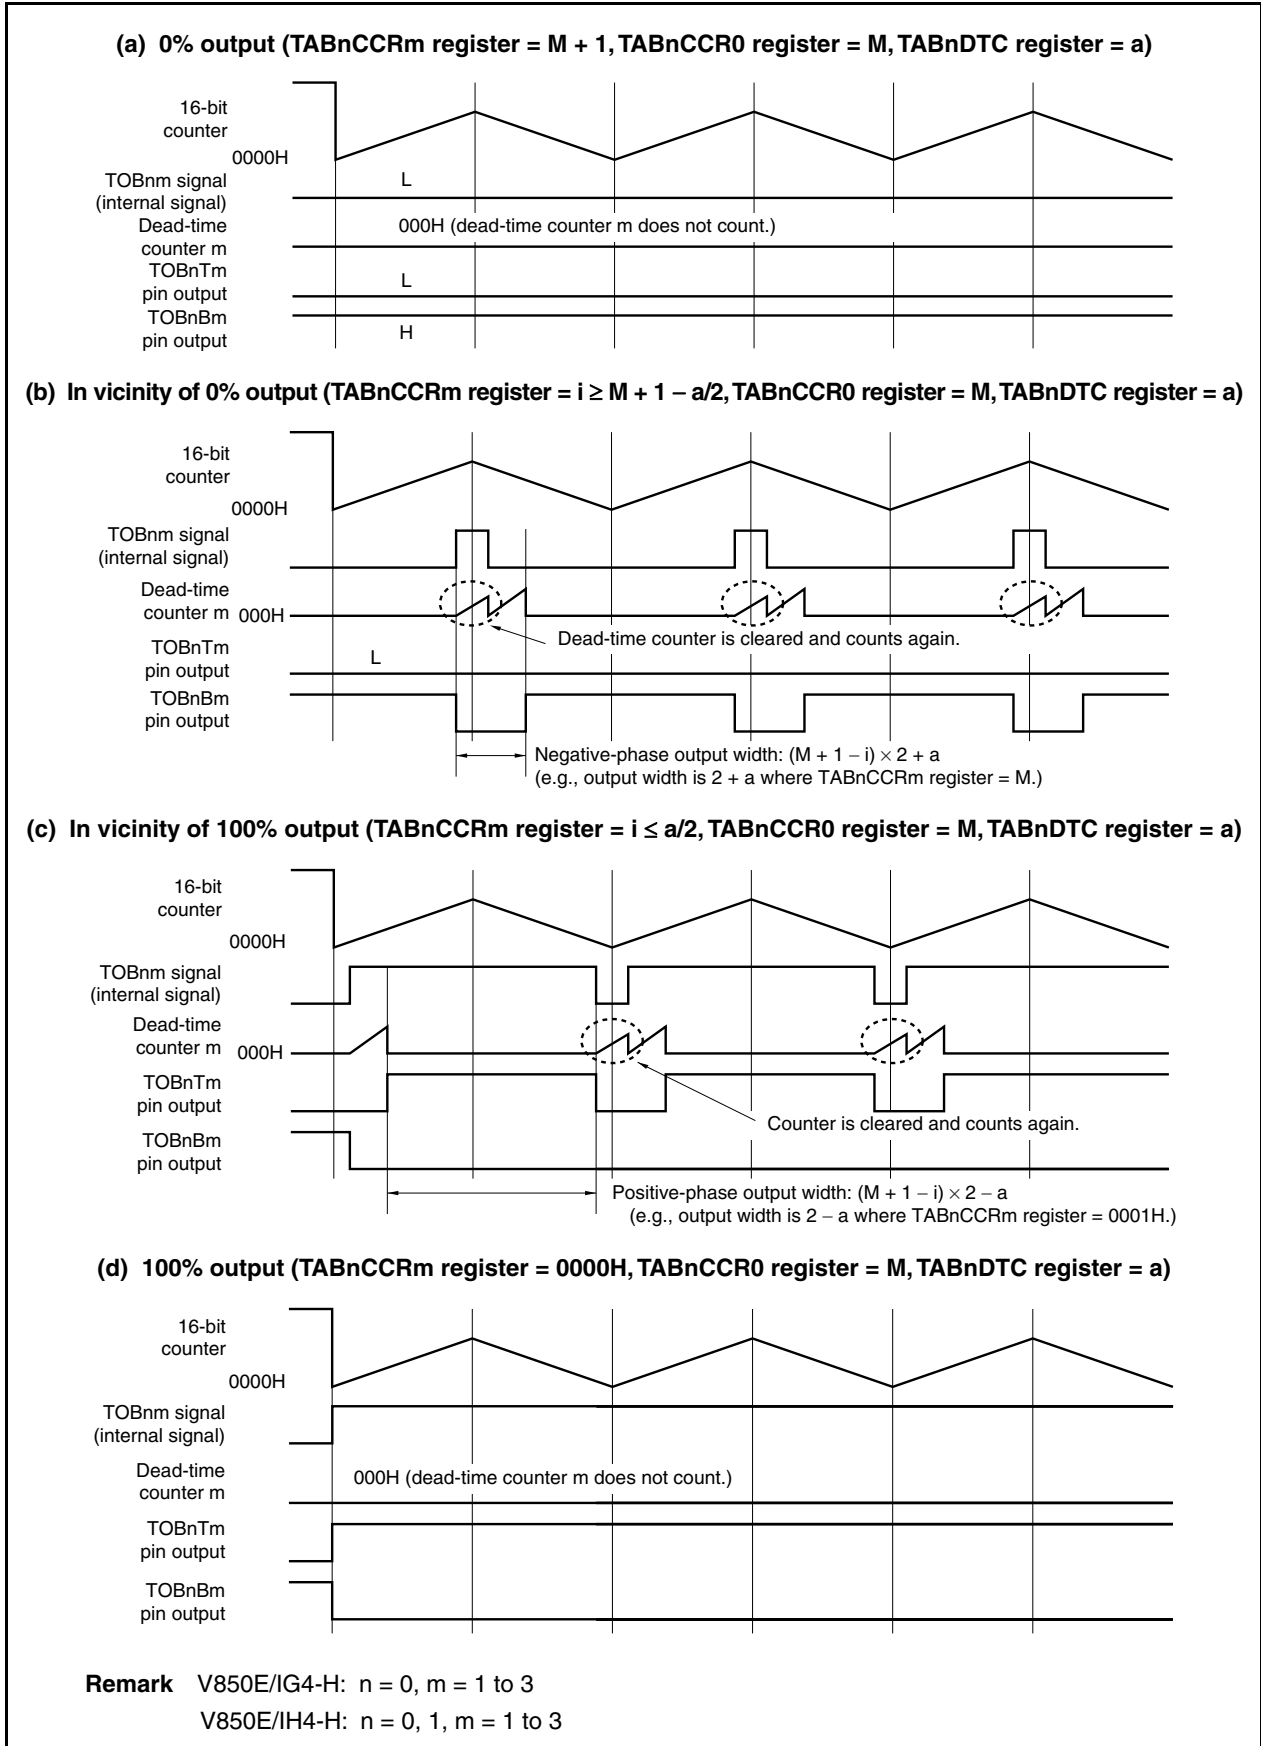 (a) 0% output (TABnCCRm register = M + 1, TABnCCR0 register = M, TABnDTC register = a)
16-bit
counter
0000H
TOBnm signal
(internal signal)
L
Dead-time
counter m
000H (dead-time counter m does not count.)
TOBnTm
pin output
L
TOBnBm
pin output
H
(b) In vicinity of 0% output (TABnCCRm register = i ≥ M + 1 − a/2, TABnCCR0 register = M, TABnDTC register = a)
16-bit
counter
0000H
TOBnm signal
(internal signal)
Dead-time
counter m
000H
Dead-time counter is cleared and counts again.
TOBnTm
pin output
L
TOBnBm
pin output
Negative-phase output width: (M + 1 − i) × 2 + a
(e.g., output width is 2 + a where TABnCCRm register = M.)
(c) In vicinity of 100% output (TABnCCRm register = i ≤ a/2, TABnCCR0 register = M, TABnDTC register = a)
16-bit
counter
0000H
TOBnm signal
(internal signal)
Dead-time
counter m
000H
TOBnTm
pin output
Counter is cleared and counts again.
TOBnBm
pin output
Positive-phase output width: (M + 1 − i) × 2 − a
(e.g., output width is 2 − a where TABnCCRm register = 0001H.)
(d) 100% output (TABnCCRm register = 0000H, TABnCCR0 register = M, TABnDTC register = a)
16-bit
counter
0000H
TOBnm signal
(internal signal)
Dead-time
counter m
000H (dead-time counter m does not count.)
TOBnTm
pin output
TOBnBm
pin output
Remark V850E/IG4-H: n = 0, m = 1 to 3
V850E/IH4-H: n = 0, 1, m = 1 to 3